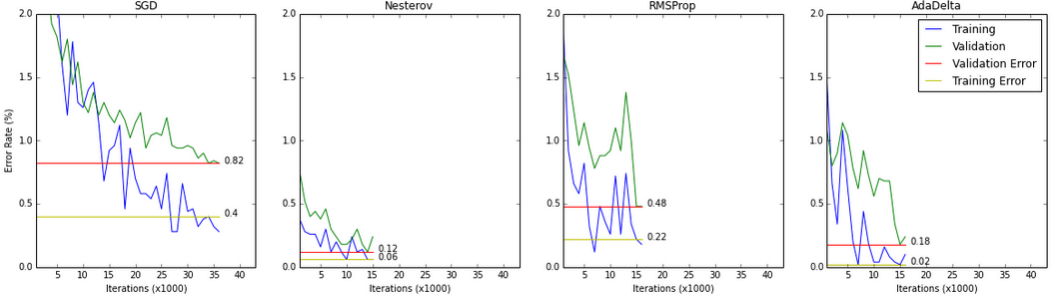 SGD
Nesterov
RMSProp
AdaDelta
Error Rate (%)
2.0
1.5
1.0
0.5
0.0
0.82
0.4
5 10 15 20 25 30 35 40
Iterations (x1000)
2.0
1.5
1.0
0.5
0.0
0.12
0.06
5 10 15 20 25 30 35 40
Iterations (x1000)
2.0
1.5
1.0
0.5
0.0
0.48
0.22
5 10 15 20 25 30 35 40
Iterations (x1000)
2.0
1.5
1.0
0.5
0.0
Training
Validation
Validation Error
Training Error
0.18
0.02
5 10 15 20 25 30 35 40
Iterations (x1000)